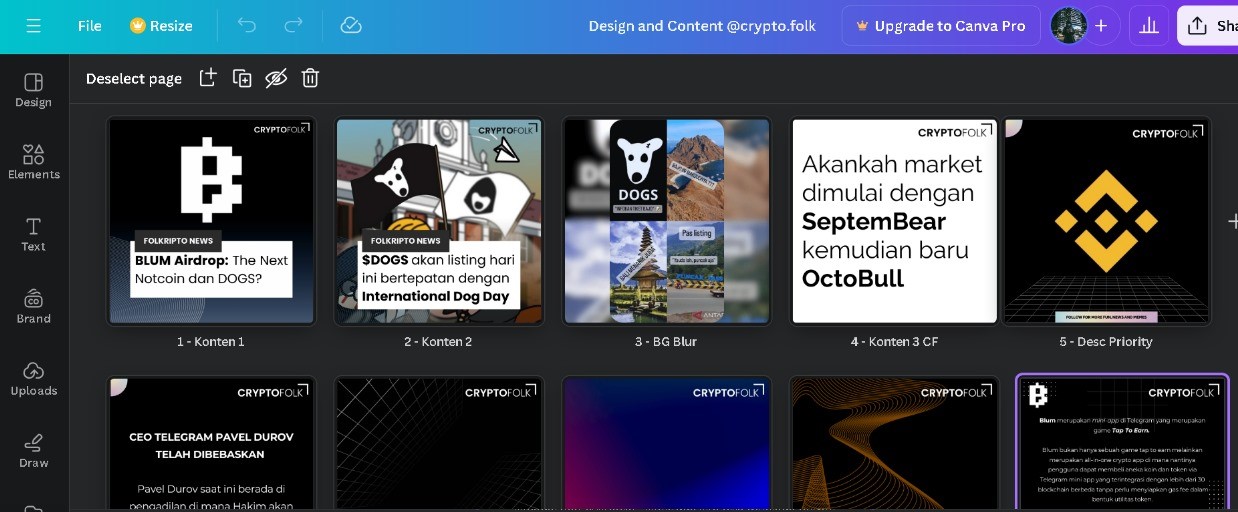 File
Resize
Design and Content @crypto.folk
Upgrade to Canva Pro
Deselect page
Design
Elements
Text
Brand
Uploads
Draw
CRYPTOFOLK
FOLKRIPTO NEWS
BLUM Airdrop: The Next
Notcoin dan DOGS?
1 - Konten 1
CRYPTOFOLK
FOLKRIPTO NEWS
$DOGS akan listing hari
ini bertepatan dengan
International Dog Day
2 - Konten 2
DOGS
Pas listing
3 - BG Blur
CRYPTOFOLK
Akankah market
dimulai dengan
SeptemBear
kemudian baru
OctoBull
4 - Konten 3 CF
CRYPTOFOLK
FOLLOW FOR MORE FUN, NEWS AND MEMES
5 - Desc Priority
CRYPTOFOLK
CEO TELEGRAM PAVEL DUROV
TELAH DIBEBASKAN
Pavel Durov saat ini berada di
pengadilan di mana Hakim akan
CRYPTOFOLK
CRYPTOFOLK
CRYPTOFOLK
CRYPTOFOLK
Blum merupakan mini-app di Telegram yang merupakan
game Tap To Earn.
Blum bukan hanya sebuah game tap to earn melainkan
merupakan all-in-one crypto app di mana nantinya
pengguna dapat membeli aneka koin dan token via
Telegram mini app yang terintegrasi dengan lebih dari 30
blockchain berbeda tanpa perlu menyiapkan gas fee dalam
bentuk utilitas token.